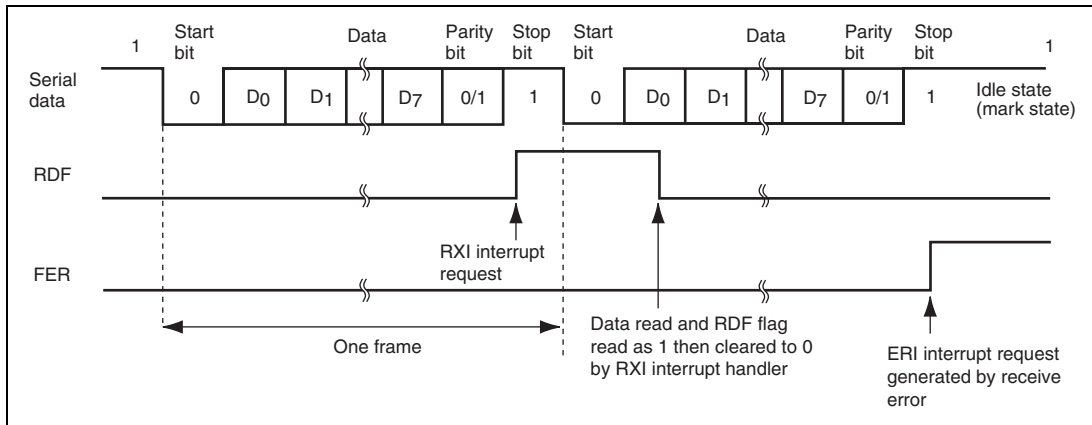 1
Start bit
Data
Parity bit
Stop bit
Start bit
Data
Parity bit
Stop bit
1
Serial data
0
D0
D1
D7
0/1
1
0
D0
D1
D7
0/1
1
Idle state
(mark state)
RDF
RXI interrupt
request
FER
One frame
Data read and RDF flag
read as 1 then cleared to 0
by RXI interrupt handler
ERI interrupt request
generated by receive
error